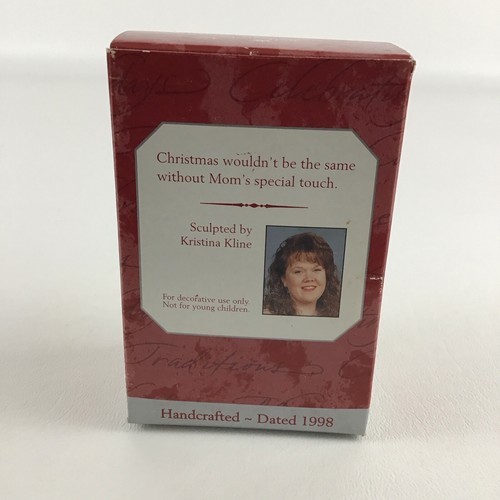 Christmas wouldn't be the same
without Mom's special touch.
Sculpted by
Kristina Kline
For decorative use only.
Not for young children.
Traditions
Handcrafted ~ Dated 1998